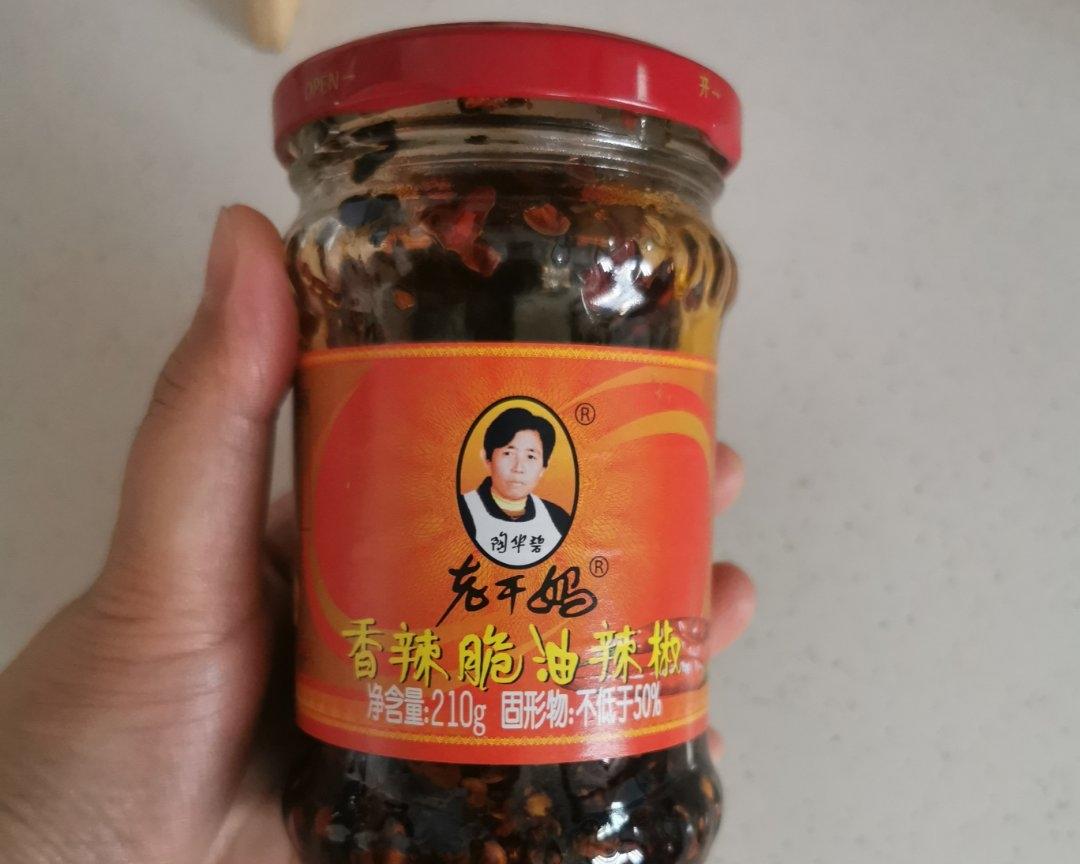 OPEN→
开→
®
陶华碧
老干妈®
香辣脆油辣椒
净含量:210g 固形物:不低于50%